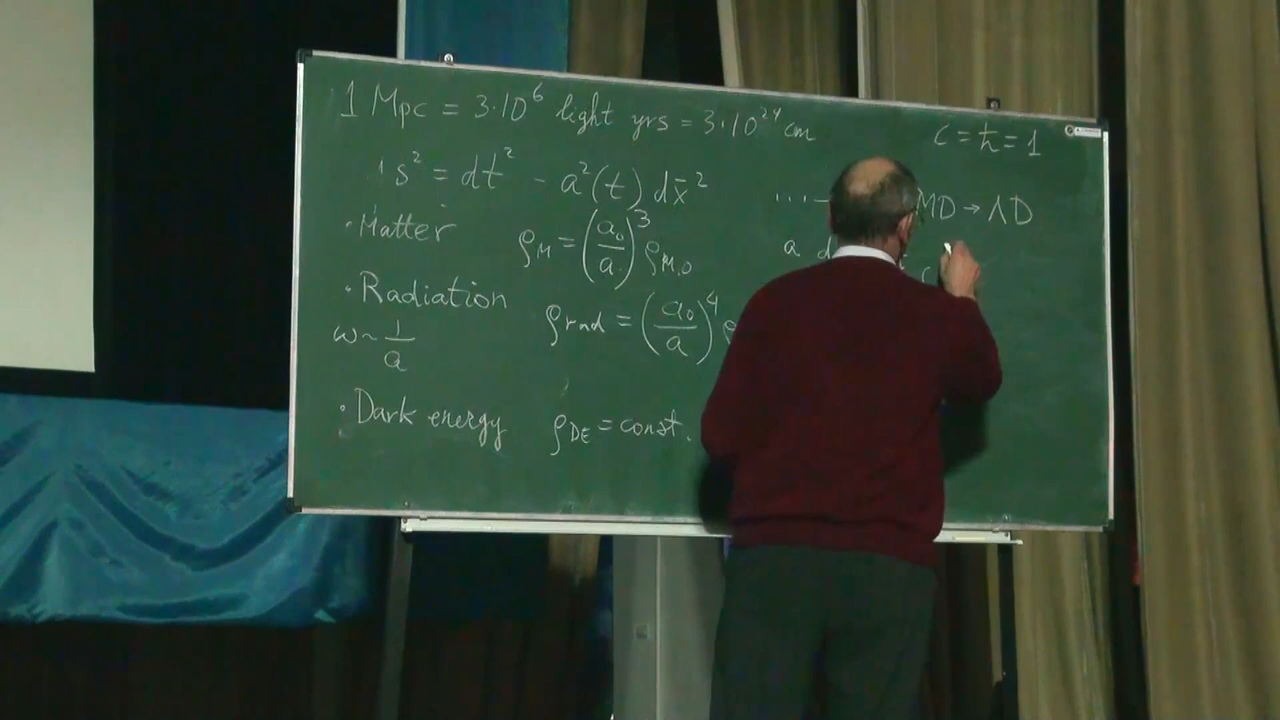 1 Mpc = 3·10⁶ light yrs = 3·10²⁴ cm
c = ħ = 1
s² = dt² - a²(t) dx̄²
· Matter ρ_M = (a₀/a)³ ρ_M,0
· Radiation ρ_rad = (a₀/a)⁴ ρ
ω ~ 1/a
· Dark energy ρ_DE = const.
MD → ΛD
a d